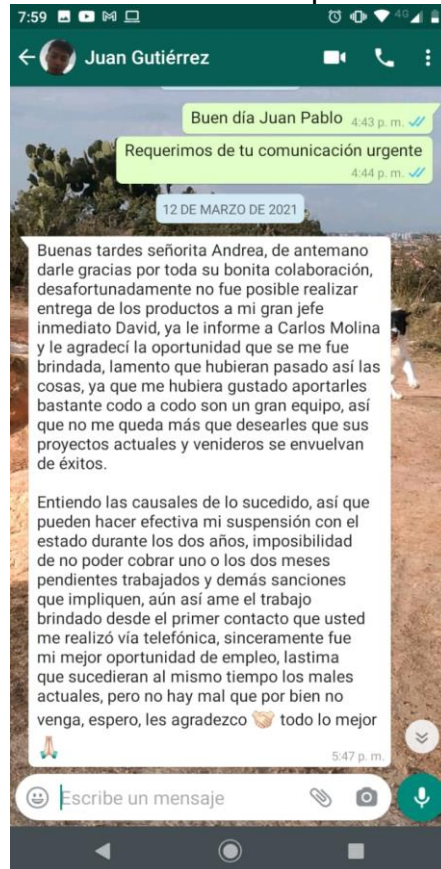 7:59
4G
Juan Gutiérrez
Buen día Juan Pablo 4:43 p. m.
Requerimos de tu comunicación urgente
4:44 p. m.
12 DE MARZO DE 2021
Buenas tardes señorita Andrea, de antemano
darle gracias por toda su bonita colaboración,
desafortunadamente no fue posible realizar
entrega de los productos a mi gran jefe
inmediato David, ya le informe a Carlos Molina
y le agradecí la oportunidad que se me fue
brindada, lamento que hubieran pasado así las
cosas, ya que me hubiera gustado aportarles
bastante codo a codo son un gran equipo, así
que no me queda más que desearles que sus
proyectos actuales y venideros se envuelvan
de éxitos.
Entiendo las causales de lo sucedido, así que
pueden hacer efectiva mi suspensión con el
estado durante los dos años, imposibilidad
de no poder cobrar uno o los dos meses
pendientes trabajados y demás sanciones
que impliquen, aún así ame el trabajo
brindado desde el primer contacto que usted
me realizó vía telefónica, sinceramente fue
mi mejor oportunidad de empleo, lastima
que sucedieran al mismo tiempo los males
actuales, pero no hay mal que por bien no
venga, espero, les agradezco 🤝🏻 todo lo mejor
🙏🏻
5:47 p. m.
Escribe un mensaje